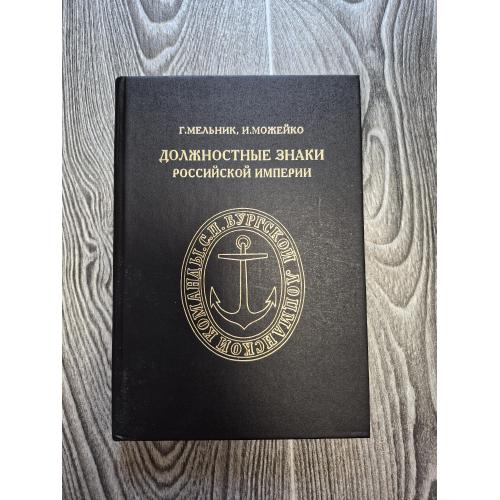 Г.МЕЛЬНИК, И.МОЖЕЙКО
ДОЛЖНОСТНЫЕ ЗНАКИ
РОССИЙСКОЙ ИМПЕРИИ
С.П.БУРГСКОЙ ЛОЦМАНСКОЙ КОМАНДЫ.